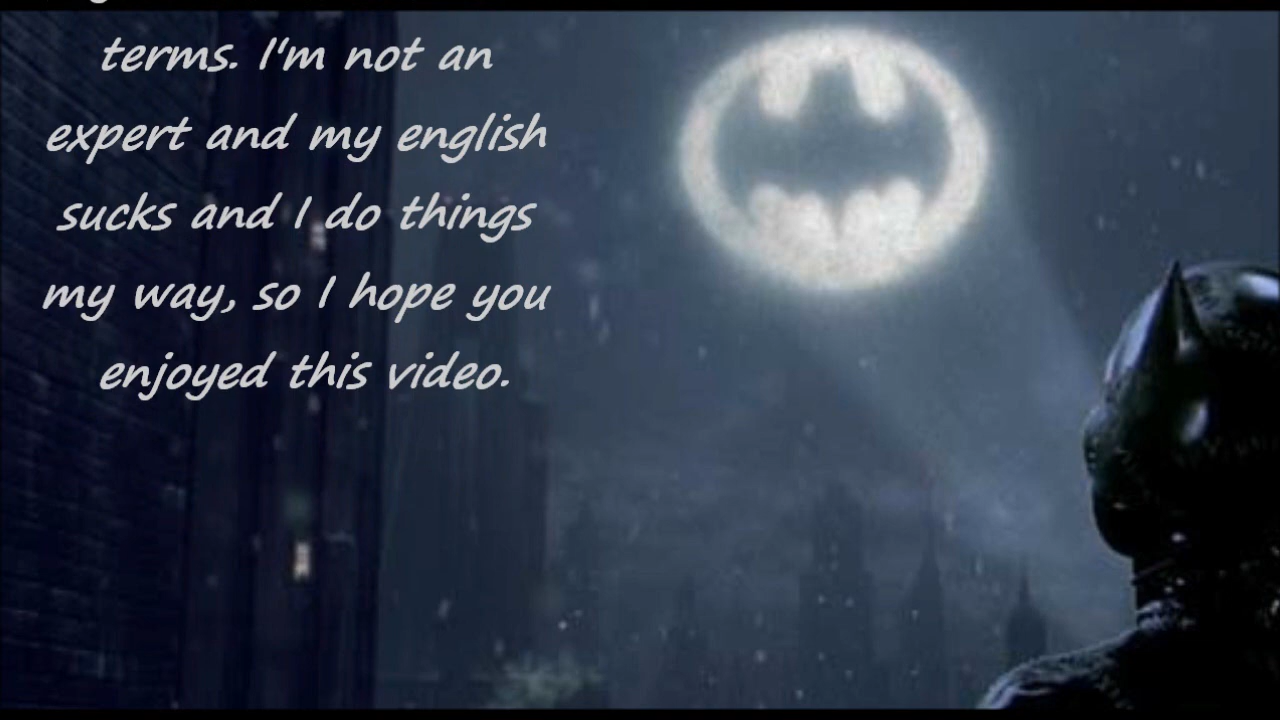 terms. I'm not an
expert and my english
sucks and I do things
my way, so I hope you
enjoyed this video.